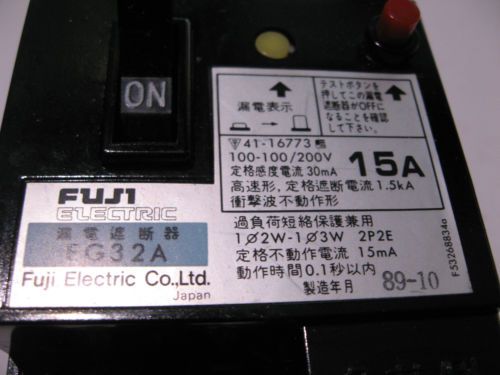 ON
漏電表示
テストボタンを
押してこの漏電
遮断器がOFFに
なることを確認
して下さい。
41-16773
100-100/200V
定格感度電流 30mA
15A
高速形, 定格遮断電流 1.5kA
衝撃波不動作形
FUJI
ELECTRIC
漏電遮断器
EG32A
Fuji Electric Co., Ltd.
Japan
過負荷短絡保護兼用
1Ø2W-1Ø3W 2P2E
定格不動作電流 15mA
動作時間0.1秒以内
製造年月 89-10
F53268834α